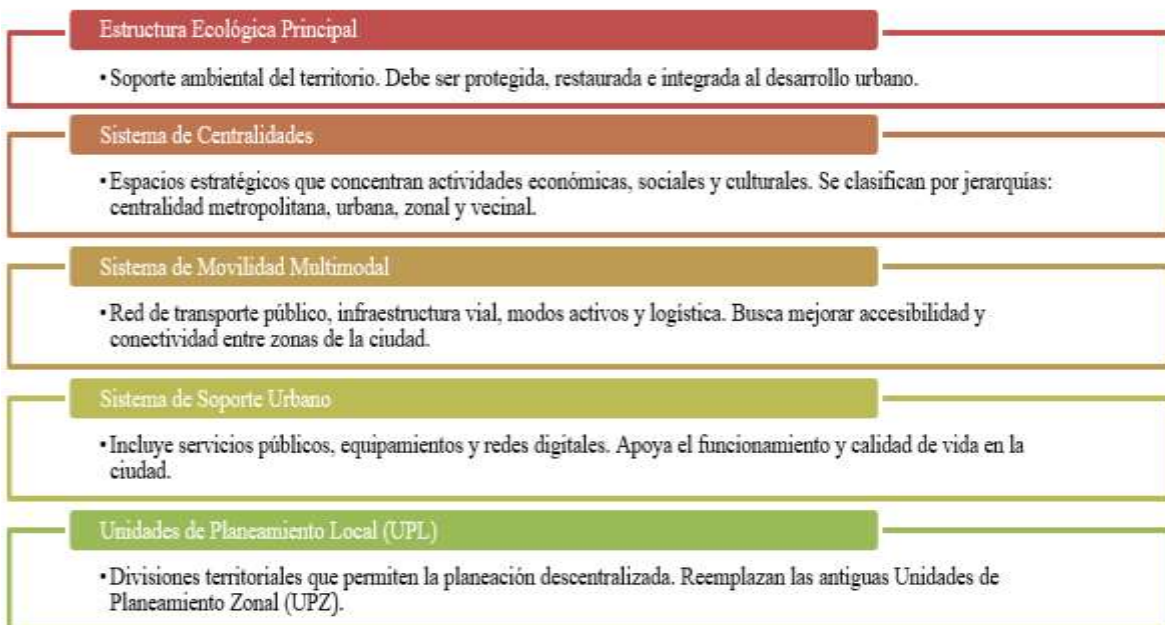 Estructura Ecológica Principal
•Soporte ambiental del territorio. Debe ser protegida, restaurada e integrada al desarrollo urbano.
Sistema de Centralidades
•Espacios estratégicos que concentran actividades económicas, sociales y culturales. Se clasifican por jerarquías:
centralidad metropolitana, urbana, zonal y vecinal.
Sistema de Movilidad Multimodal
•Red de transporte público, infraestructura vial, modos activos y logística. Busca mejorar accesibilidad y
conectividad entre zonas de la ciudad.
Sistema de Soporte Urbano
•Incluye servicios públicos, equipamientos y redes digitales. Apoya el funcionamiento y calidad de vida en la
ciudad.
Unidades de Planeamiento Local (UPL)
•Divisiones territoriales que permiten la planeación descentralizada. Reemplazan las antiguas Unidades de
Planeamiento Zonal (UPZ).